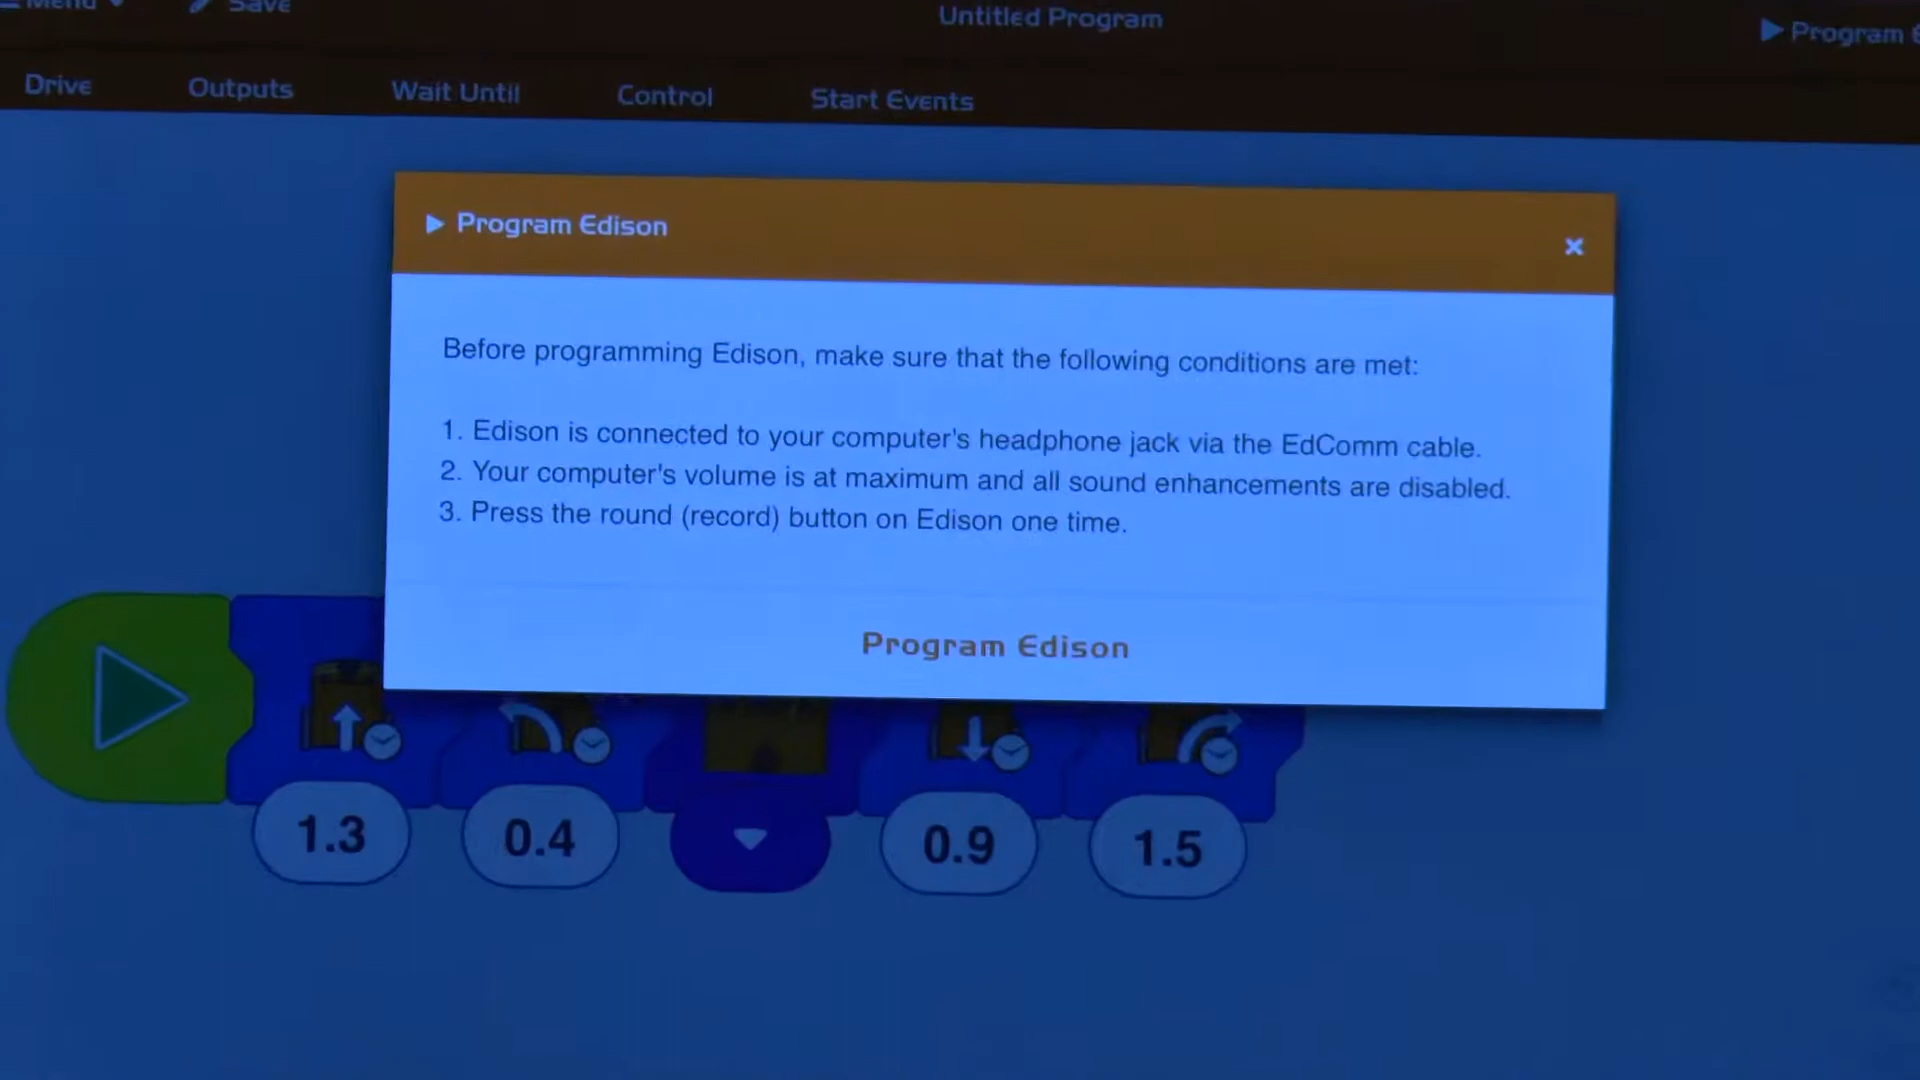 Menu
Save
Untitled Program
Program
Drive
Outputs
Wait Until
Control
Start Events
Program Edison
Before programming Edison, make sure that the following conditions are met:
1. Edison is connected to your computer's headphone jack via the EdComm cable.
2. Your computer's volume is at maximum and all sound enhancements are disabled.
3. Press the round (record) button on Edison one time.
Program Edison
1.3
0.4
0.9
1.5